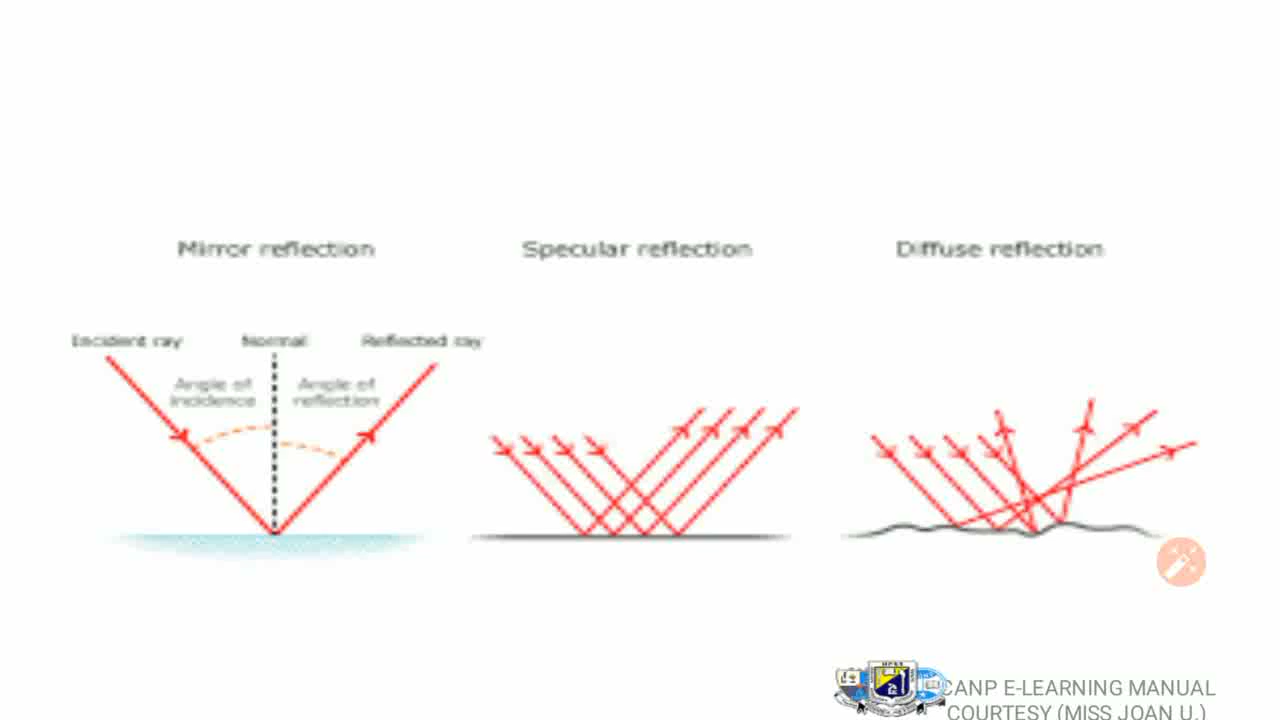 Mirror reflection
Specular reflection
Diffuse reflection
Incident ray
Normal
Reflected ray
Angle of
incidence
Angle of
reflection
CANP E-LEARNING MANUAL
COURTESY (MISS JOAN U.)